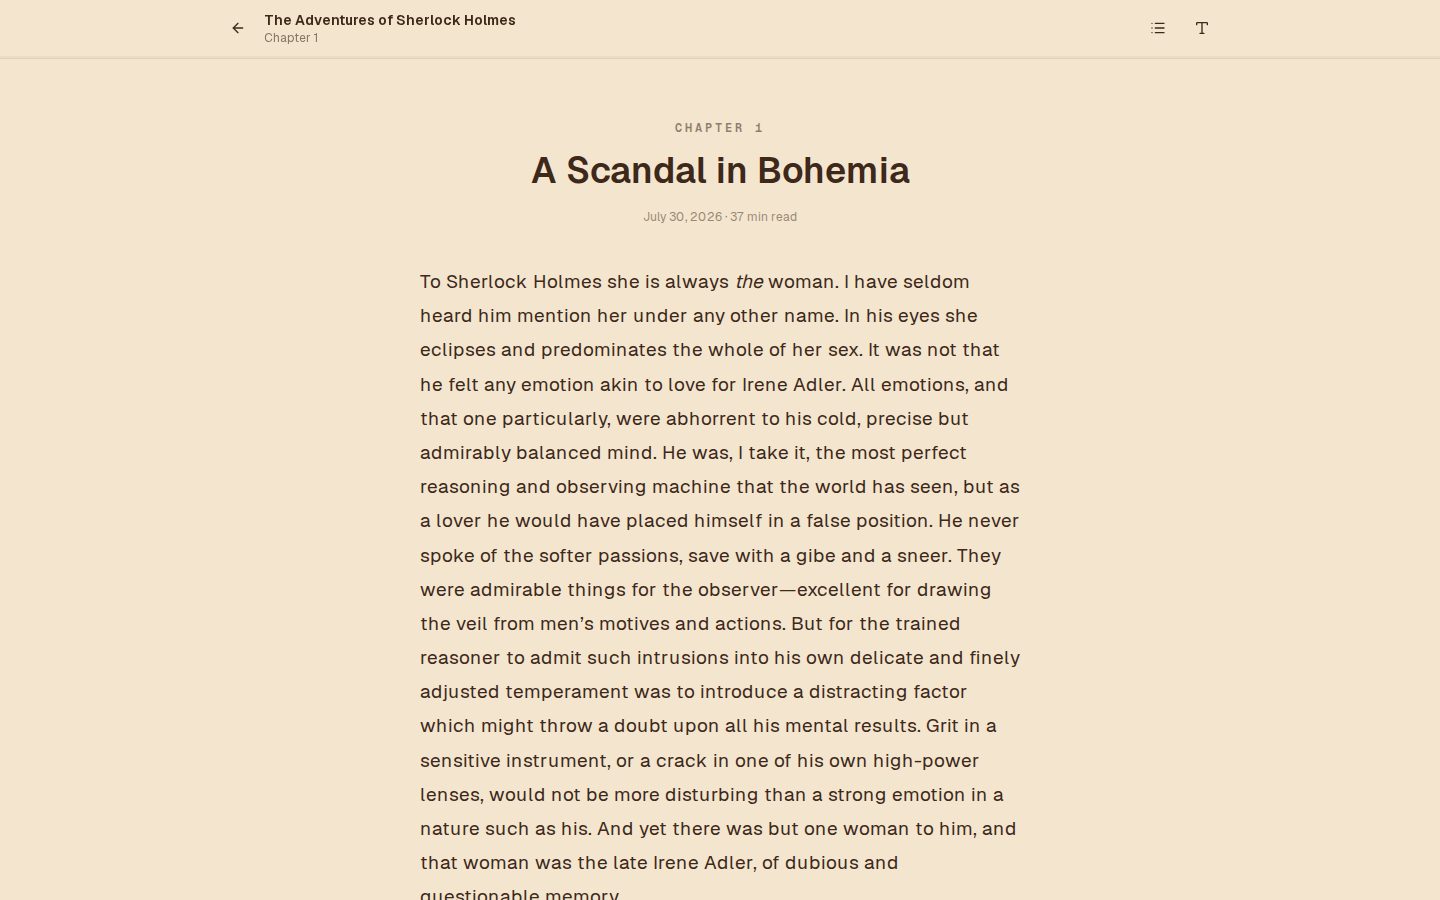 The Adventures of Sherlock Holmes
Chapter 1
CHAPTER 1
A Scandal in Bohemia
July 30, 2026 · 37 min read
To Sherlock Holmes she is always the woman. I have seldom
heard him mention her under any other name. In his eyes she
eclipses and predominates the whole of her sex. It was not that
he felt any emotion akin to love for Irene Adler. All emotions, and
that one particularly, were abhorrent to his cold, precise but
admirably balanced mind. He was, I take it, the most perfect
reasoning and observing machine that the world has seen, but as
a lover he would have placed himself in a false position. He never
spoke of the softer passions, save with a gibe and a sneer. They
were admirable things for the observer—excellent for drawing
the veil from men’s motives and actions. But for the trained
reasoner to admit such intrusions into his own delicate and finely
adjusted temperament was to introduce a distracting factor
which might throw a doubt upon all his mental results. Grit in a
sensitive instrument, or a crack in one of his own high-power
lenses, would not be more disturbing than a strong emotion in a
nature such as his. And yet there was but one woman to him, and
that woman was the late Irene Adler, of dubious and
questionable memory.